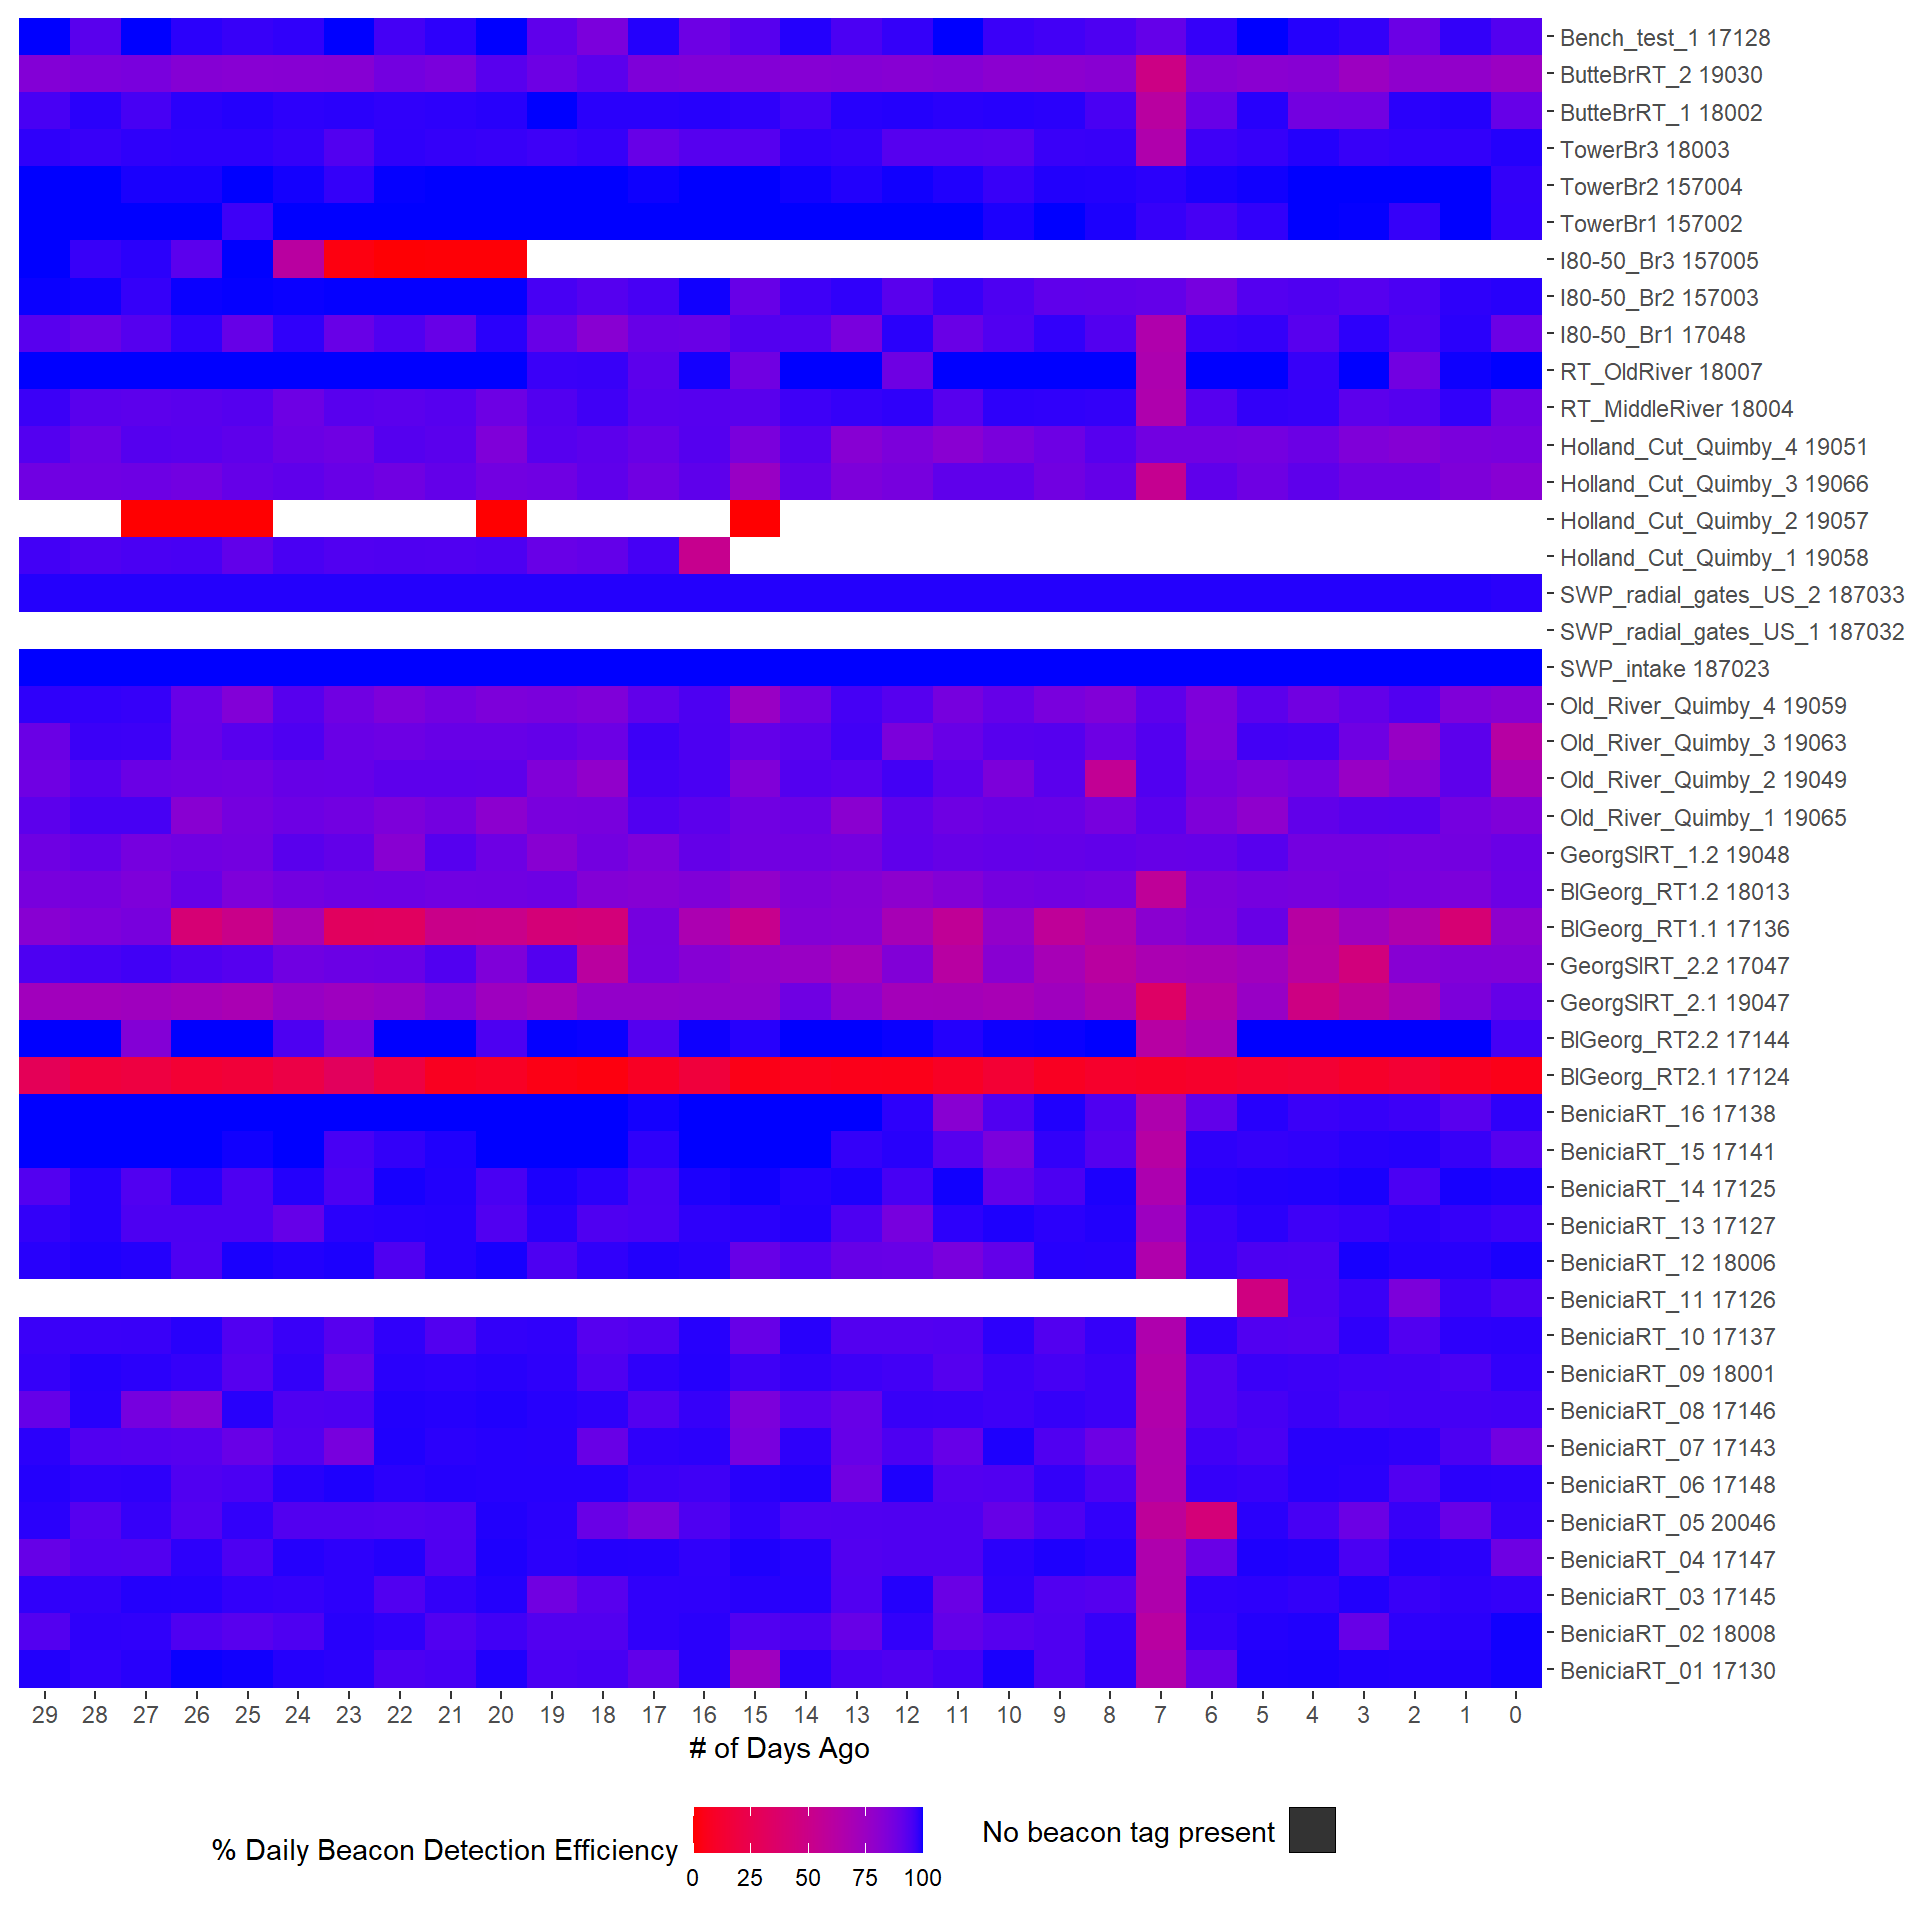 Bench_test_1 17128
ButteBrRT_2 19030
ButteBrRT_1 18002
TowerBr3 18003
TowerBr2 157004
TowerBr1 157002
I80-50_Br3 157005
I80-50_Br2 157003
I80-50_Br1 17048
RT_OldRiver 18007
RT_MiddleRiver 18004
Holland_Cut_Quimby_4 19051
Holland_Cut_Quimby_3 19066
Holland_Cut_Quimby_2 19057
Holland_Cut_Quimby_1 19058
SWP_radial_gates_US_2 187033
SWP_radial_gates_US_1 187032
SWP_intake 187023
Old_River_Quimby_4 19059
Old_River_Quimby_3 19063
Old_River_Quimby_2 19049
Old_River_Quimby_1 19065
GeorgSlRT_1.2 19048
BlGeorg_RT1.2 18013
BlGeorg_RT1.1 17136
GeorgSlRT_2.2 17047
GeorgSlRT_2.1 19047
BlGeorg_RT2.2 17144
BlGeorg_RT2.1 17124
BeniciaRT_16 17138
BeniciaRT_15 17141
BeniciaRT_14 17125
BeniciaRT_13 17127
BeniciaRT_12 18006
BeniciaRT_11 17126
BeniciaRT_10 17137
BeniciaRT_09 18001
BeniciaRT_08 17146
BeniciaRT_07 17143
BeniciaRT_06 17148
BeniciaRT_05 20046
BeniciaRT_04 17147
BeniciaRT_03 17145
BeniciaRT_02 18008
BeniciaRT_01 17130
29 28 27 26 25 24 23 22 21 20 19 18 17 16 15 14 13 12 11 10 9 8 7 6 5 4 3 2 1 0
# of Days Ago
% Daily Beacon Detection Efficiency
0 25 50 75 100
No beacon tag present